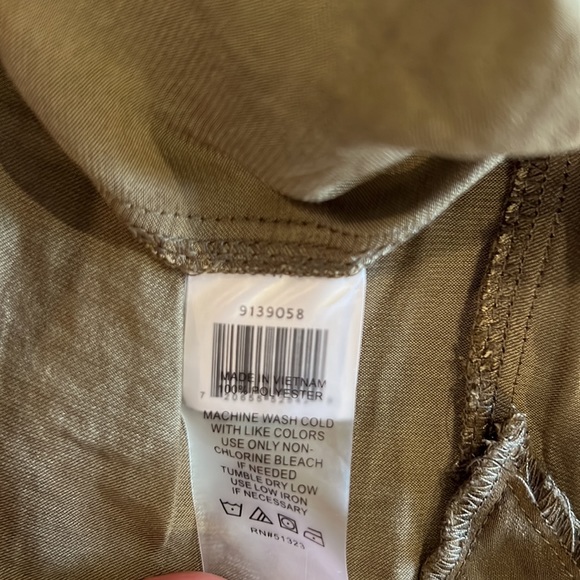 9139058
MADE IN VIETNAM
100% POLYESTER
MACHINE WASH COLD
WITH LIKE COLORS
USE ONLY NON-
CHLORINE BLEACH
IF NEEDED
TUMBLE DRY LOW
USE LOW IRON
IF NECESSARY
RN#51323